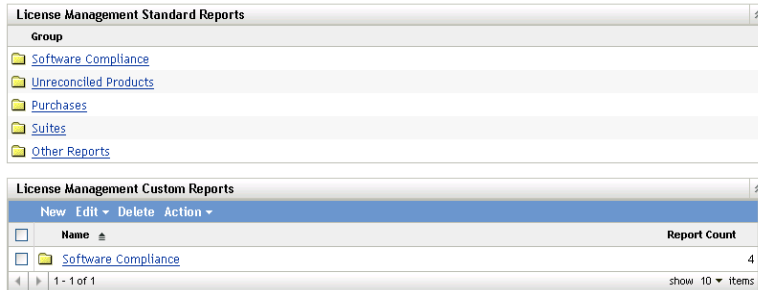 License Management Standard Reports
Group
Software Compliance
Unreconciled Products
Purchases
Suites
Other Reports
License Management Custom Reports
New Edit Delete Action
Name Report Count
Software Compliance 4
1 - 1 of 1 show 10 items